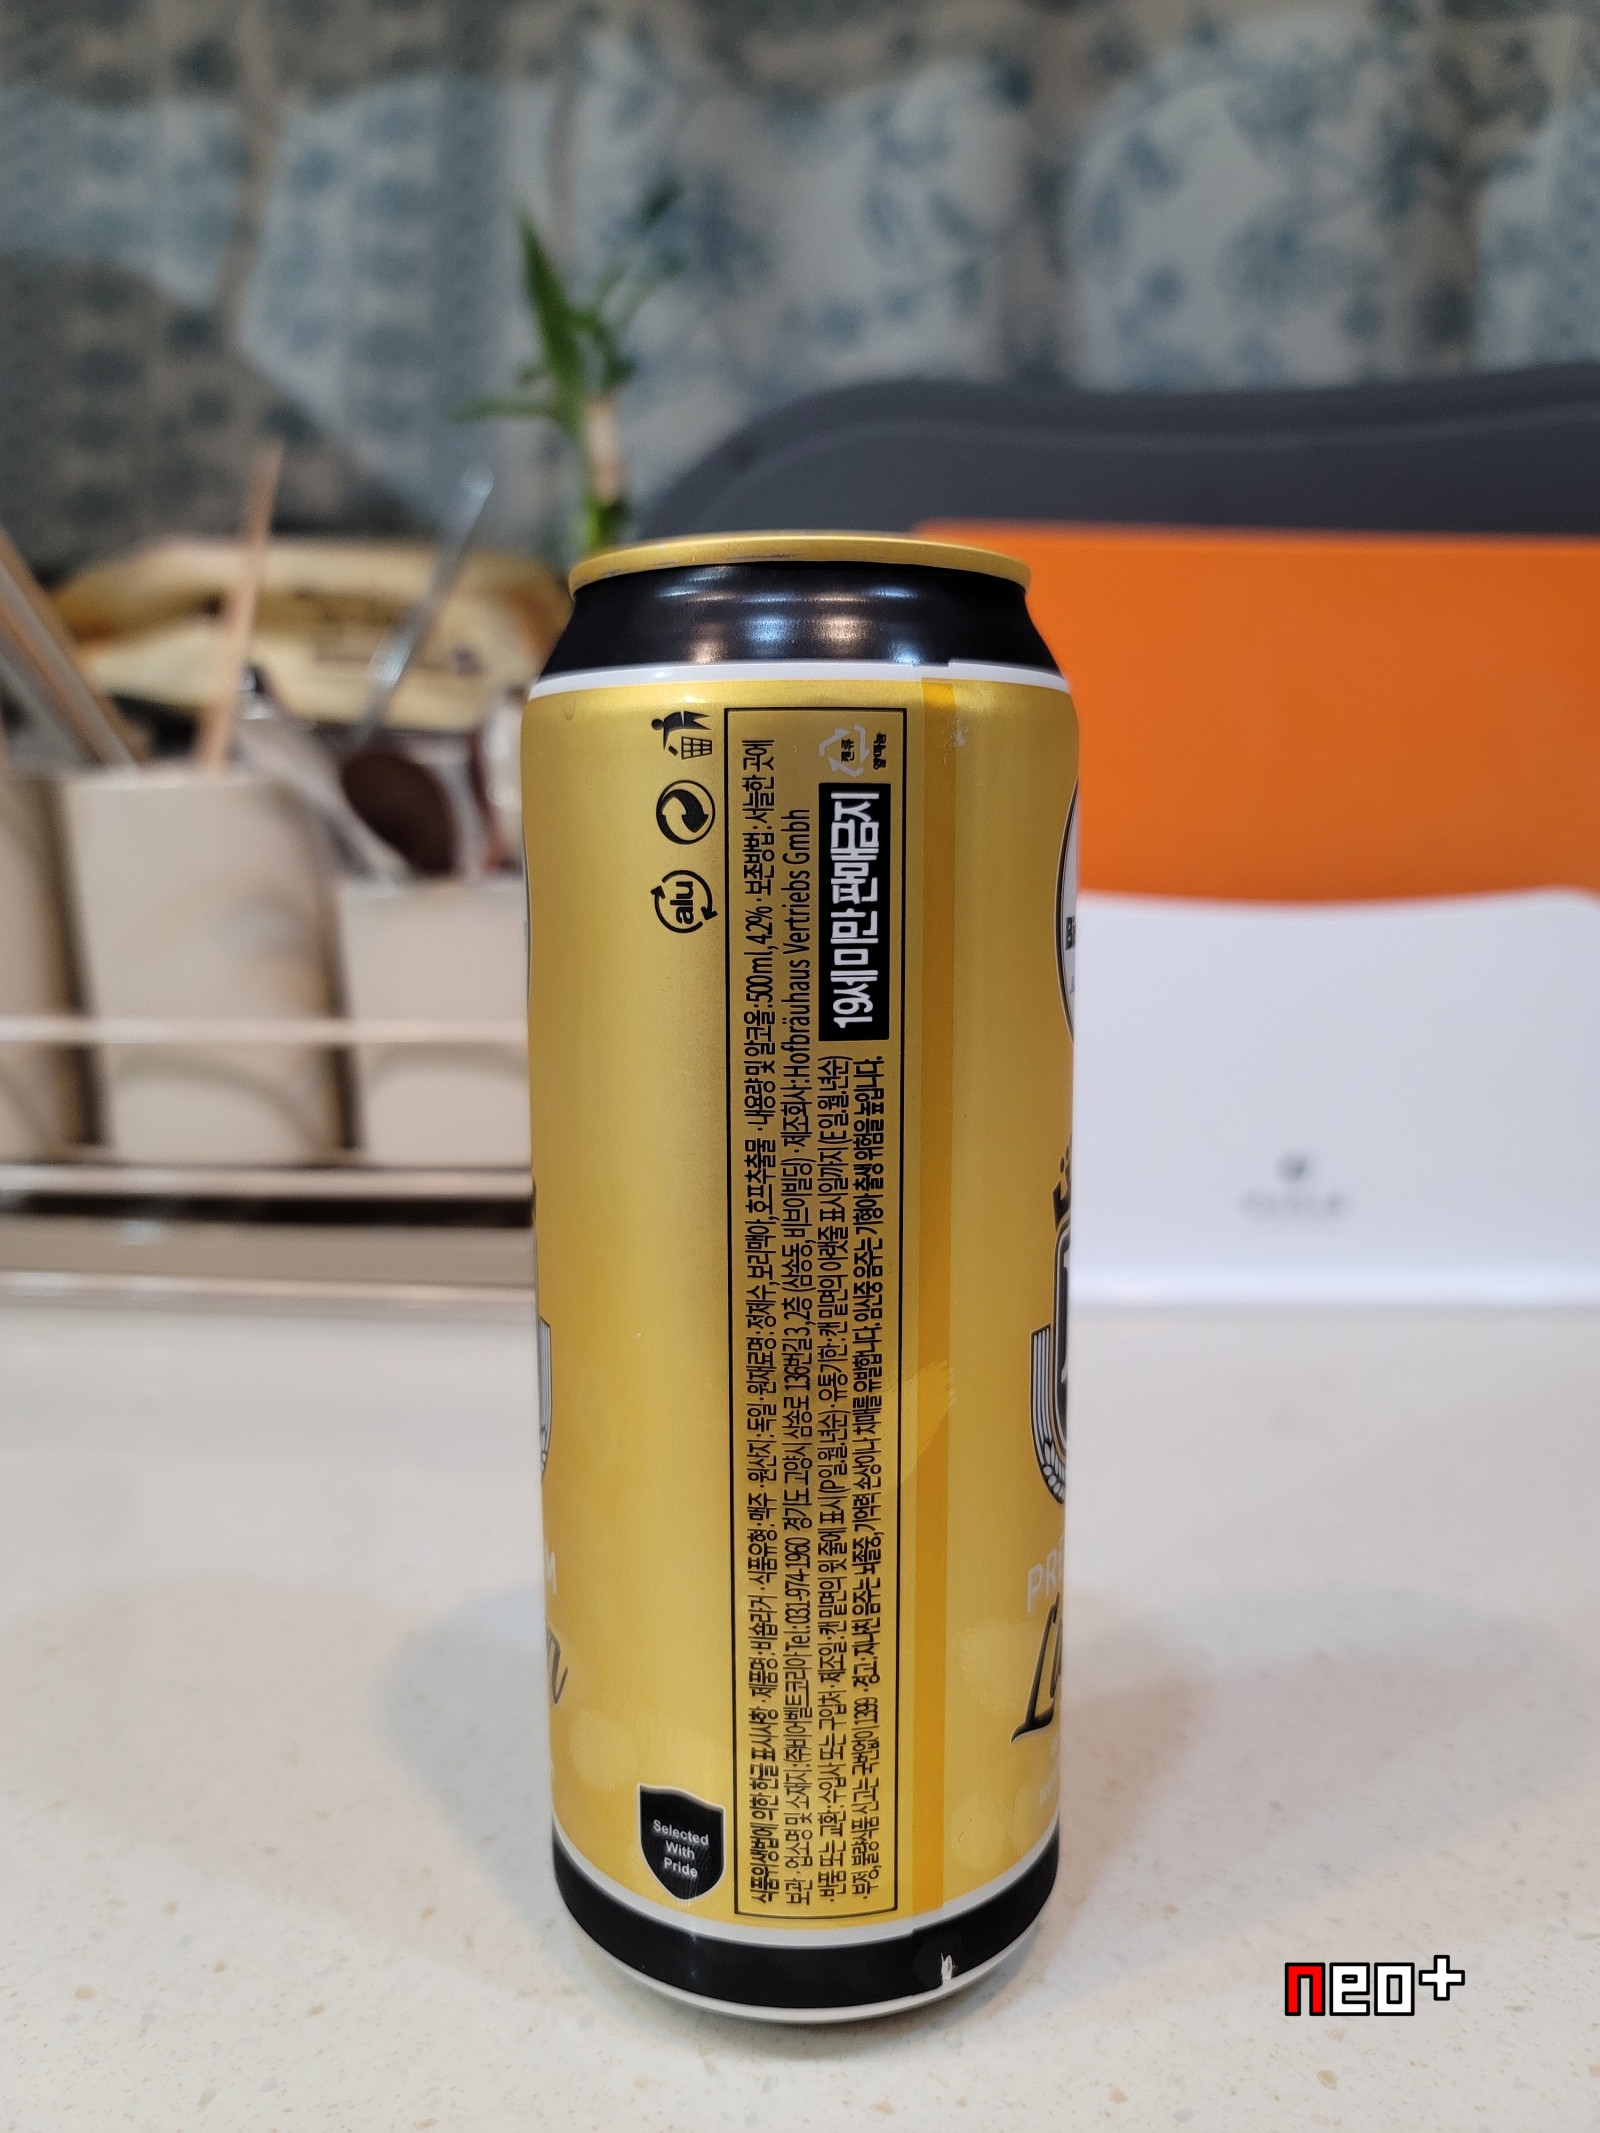 식품위생법에 의한 한글 표시사항 ·제품명:비숍라거 ·식품유형:맥주 ·원산지:독일 ·원재료명:정제수,보리맥아,호프추출물 ·내용량 및 알코올:500ml,4.2% ·보존방법:서늘한 곳에
보관 ·업소명 및 소재지:(주)비어벨트코리아 Tel:031-974-1960 경기도 고양시 삼송로 136번길 3, 2층 (삼송동, 비브이빌딩) ·제조회사:Hofbräuhaus Vertriebs Gmbh
·반품 또는 교환:수입사 또는 구입처 ·제조일:캔 밑면의 윗 줄에 표시(P 일.월.년순) ·유통기한:캔 밑면의 아랫줄 표시일까지(E 일.월.년순)
·부정,불량식품 신고는 국번없이 1399 ·경고:지나친 음주는 뇌졸중,기억력 손상이나 치매를 유발합니다. 임신 중 음주는 기형아 출생 위험을 높입니다.
19세 미만 판매금지
캔류
알미늄
alu
Selected
With
Pride
neo+